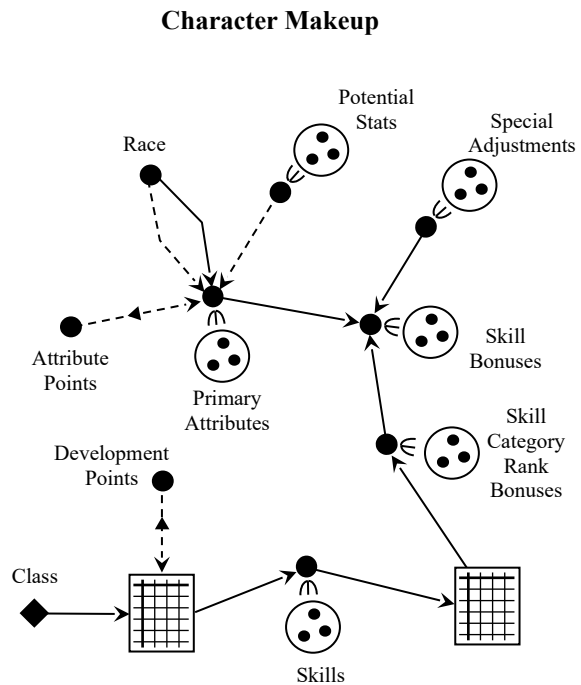 Character Makeup
Potential
Stats
Special
Adjustments
Race
Attribute
Points
Primary
Attributes
Skill
Bonuses
Skill
Category
Rank
Bonuses
Development
Points
Class
Skills